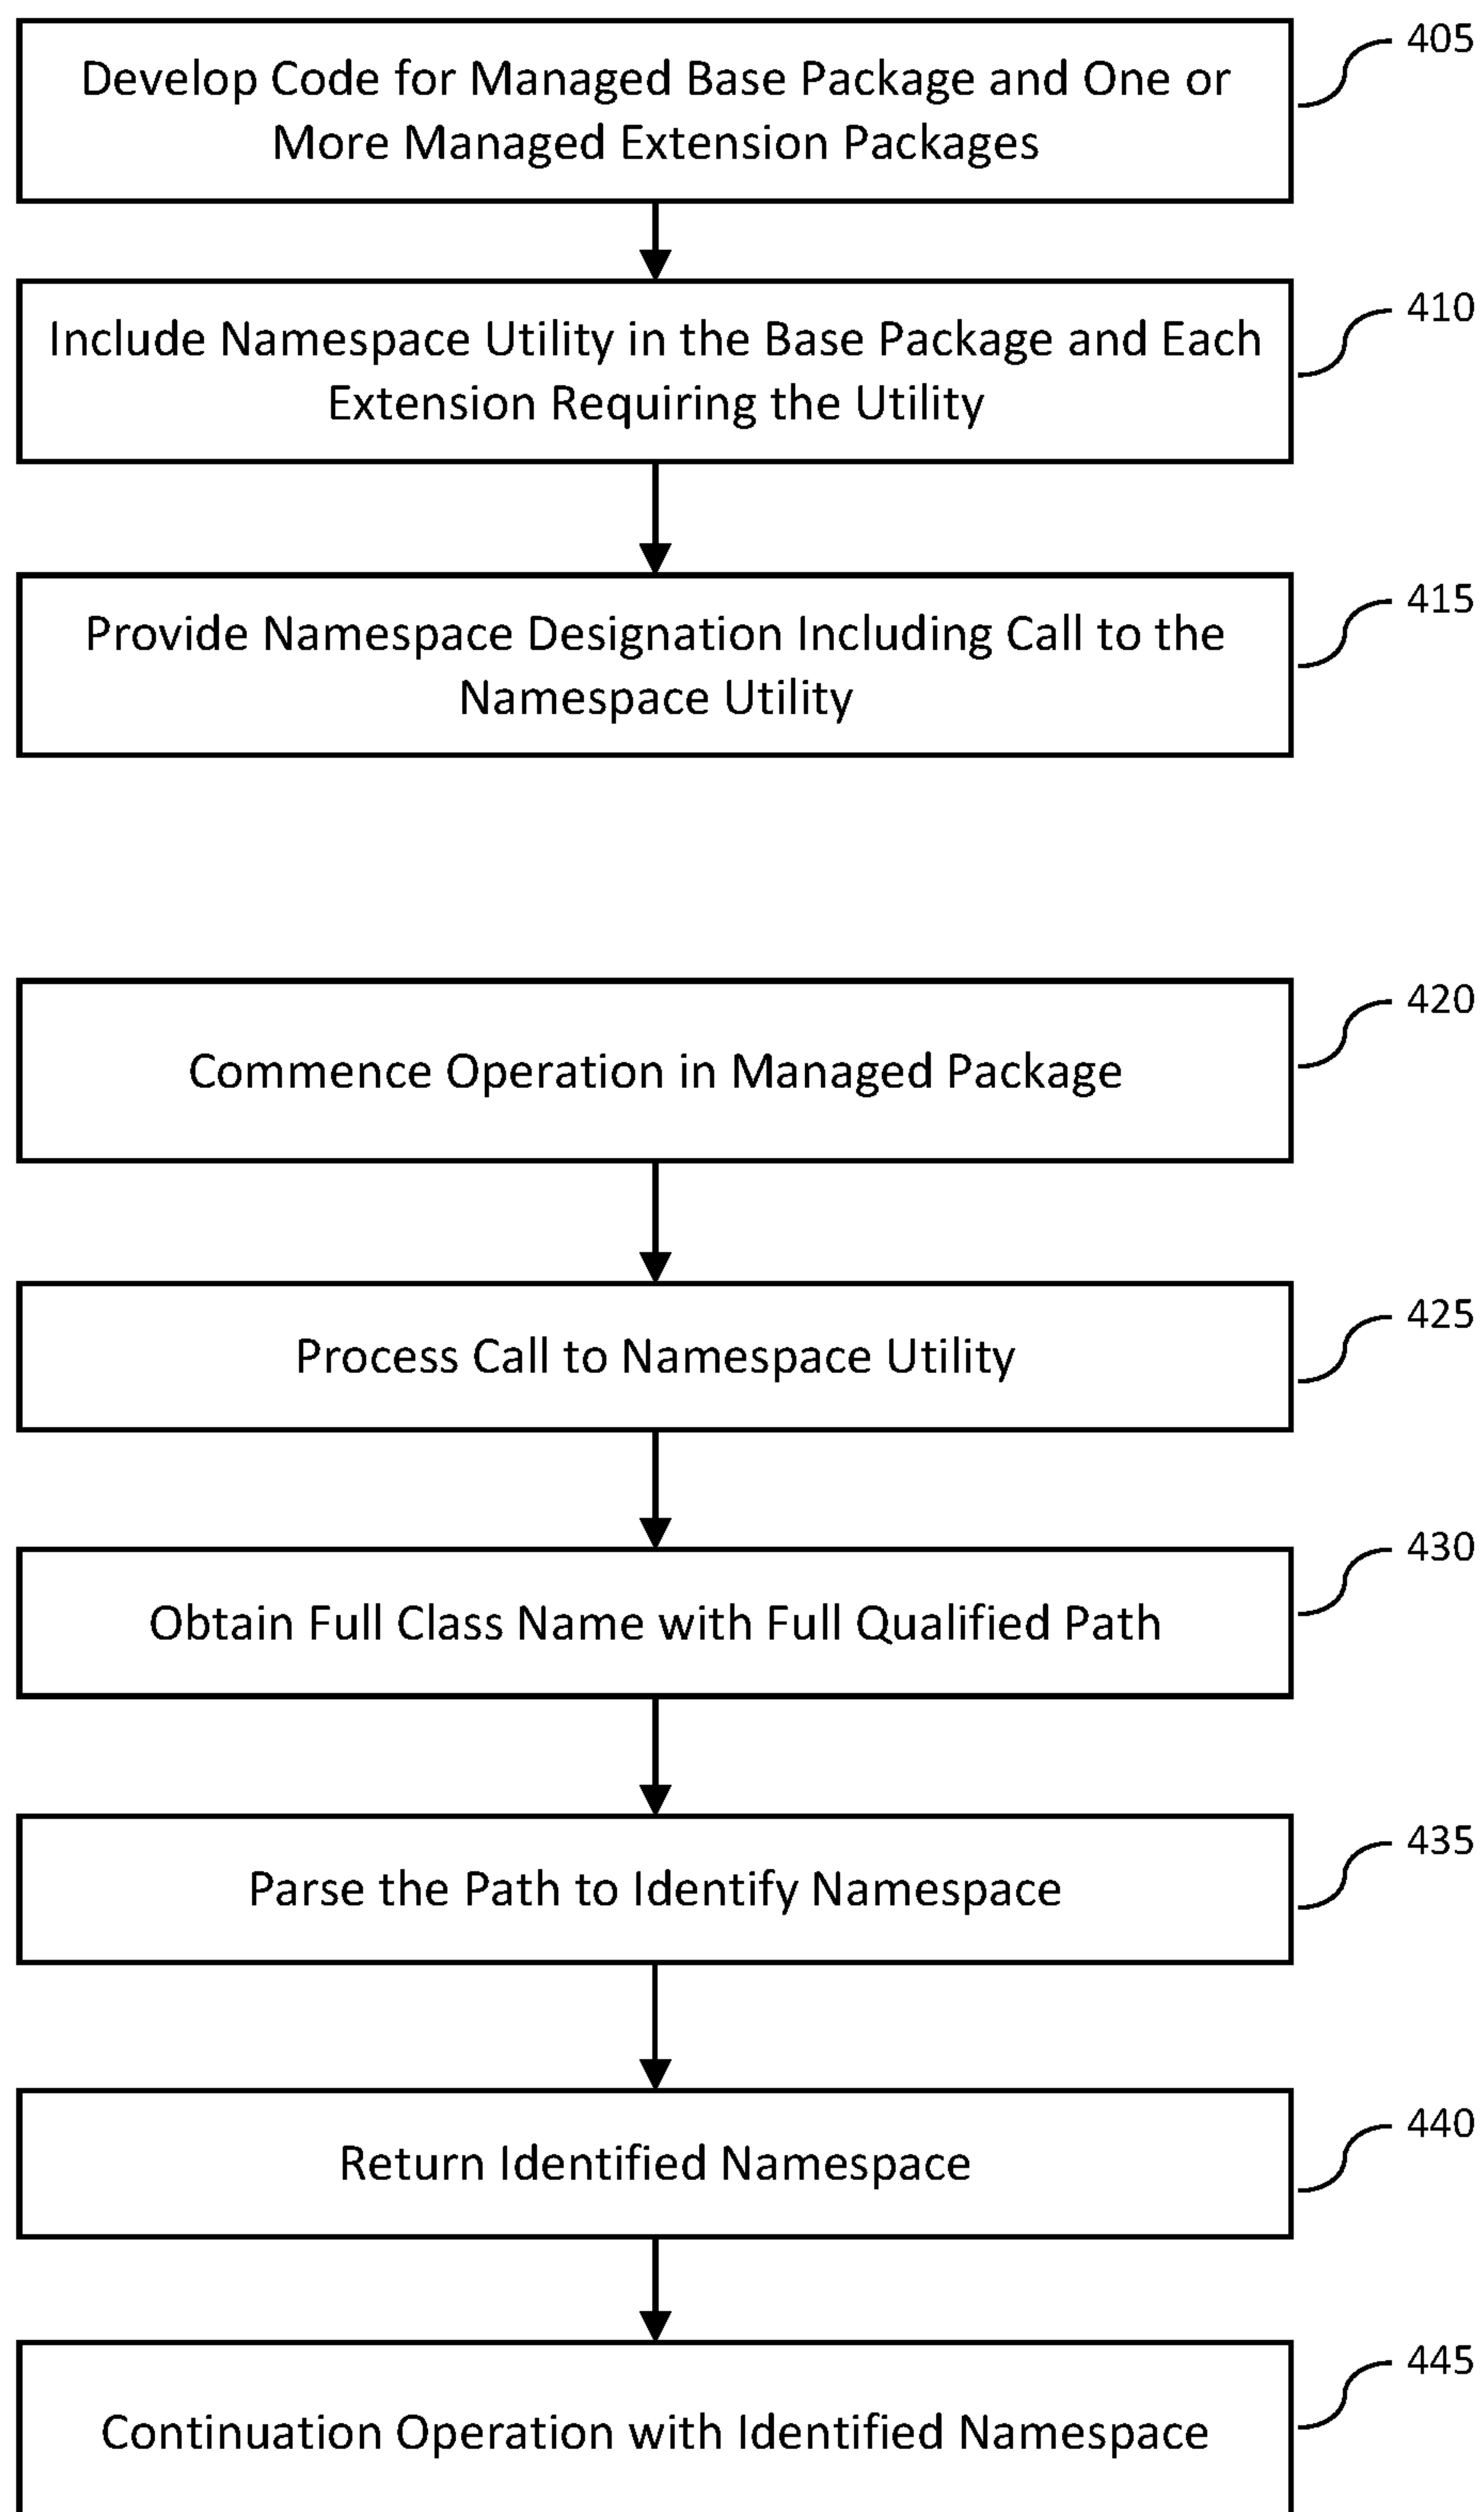 405
Develop Code for Managed Base Package and One or
More Managed Extension Packages
410
Include Namespace Utility in the Base Package and Each
Extension Requiring the Utility
415
Provide Namespace Designation Including Call to the
Namespace Utility
420
Commence Operation in Managed Package
425
Process Call to Namespace Utility
430
Obtain Full Class Name with Full Qualified Path
435
Parse the Path to Identify Namespace
440
Return Identified Namespace
445
Continuation Operation with Identified Namespace